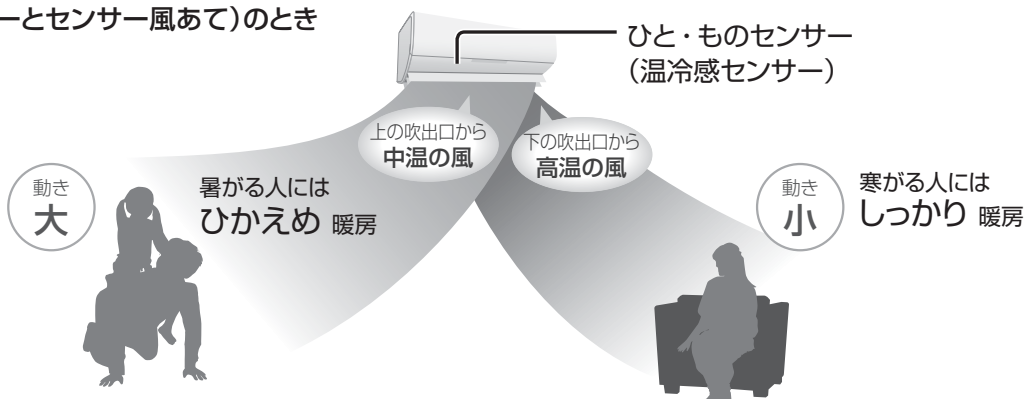 ーとセンサー風あて)のとき
ひと・ものセンサー
(温冷感センサー)
上の吹出口から
中温の風
下の吹出口から
高温の風
動き
大
暑がる人には
ひかえめ 暖房
動き
小
寒がる人には
しっかり 暖房